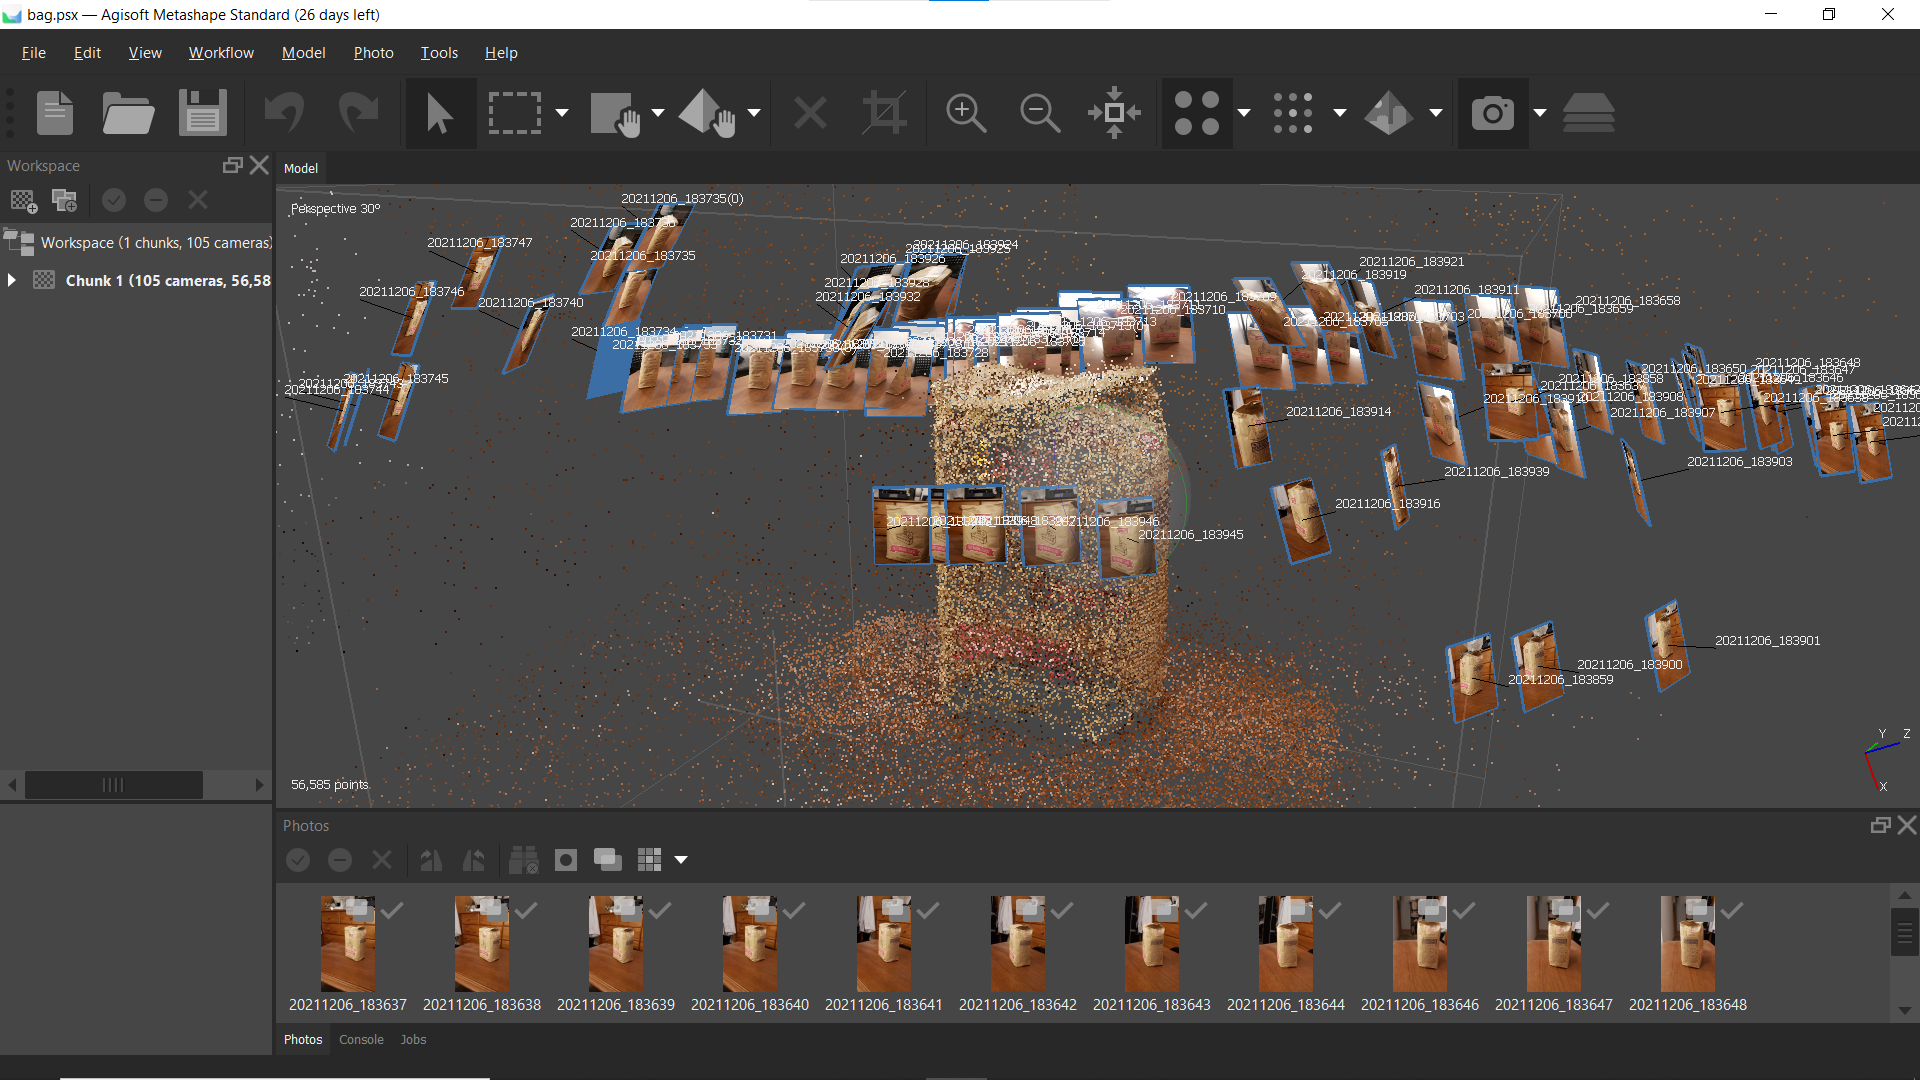 bag.psx — Agisoft Metashape Standard (26 days left)
File Edit View Workflow Model Photo Tools Help
Workspace
Workspace (1 chunks, 105 cameras)
Chunk 1 (105 cameras, 56,58
Model
Perspective 30°
20211206_183735(0)
20211206_183747
20211206_183735
20211206_183746
20211206_183740
20211206_183734
20211206_183745
20211206_183924
20211206_183926
20211206_183928
20211206_183932
20211206_183728
20211206_183710
20211206_183921
20211206_183919
20211206_183911
20211206_183658
20211206_183659
20211206_183914
20211206_183650
20211206_183648
20211206_183858
20211206_183908
20211206_183907
20211206_183903
20211206_183939
20211206_183916
20211206_183946
20211206_183945
20211206_183901
20211206_183900
20211206_183859
Y Z
X
56,585 points
Photos
20211206_183637 20211206_183638 20211206_183639 20211206_183640 20211206_183641 20211206_183642 20211206_183643 20211206_183644 20211206_183646 20211206_183647 20211206_183648
Photos Console Jobs